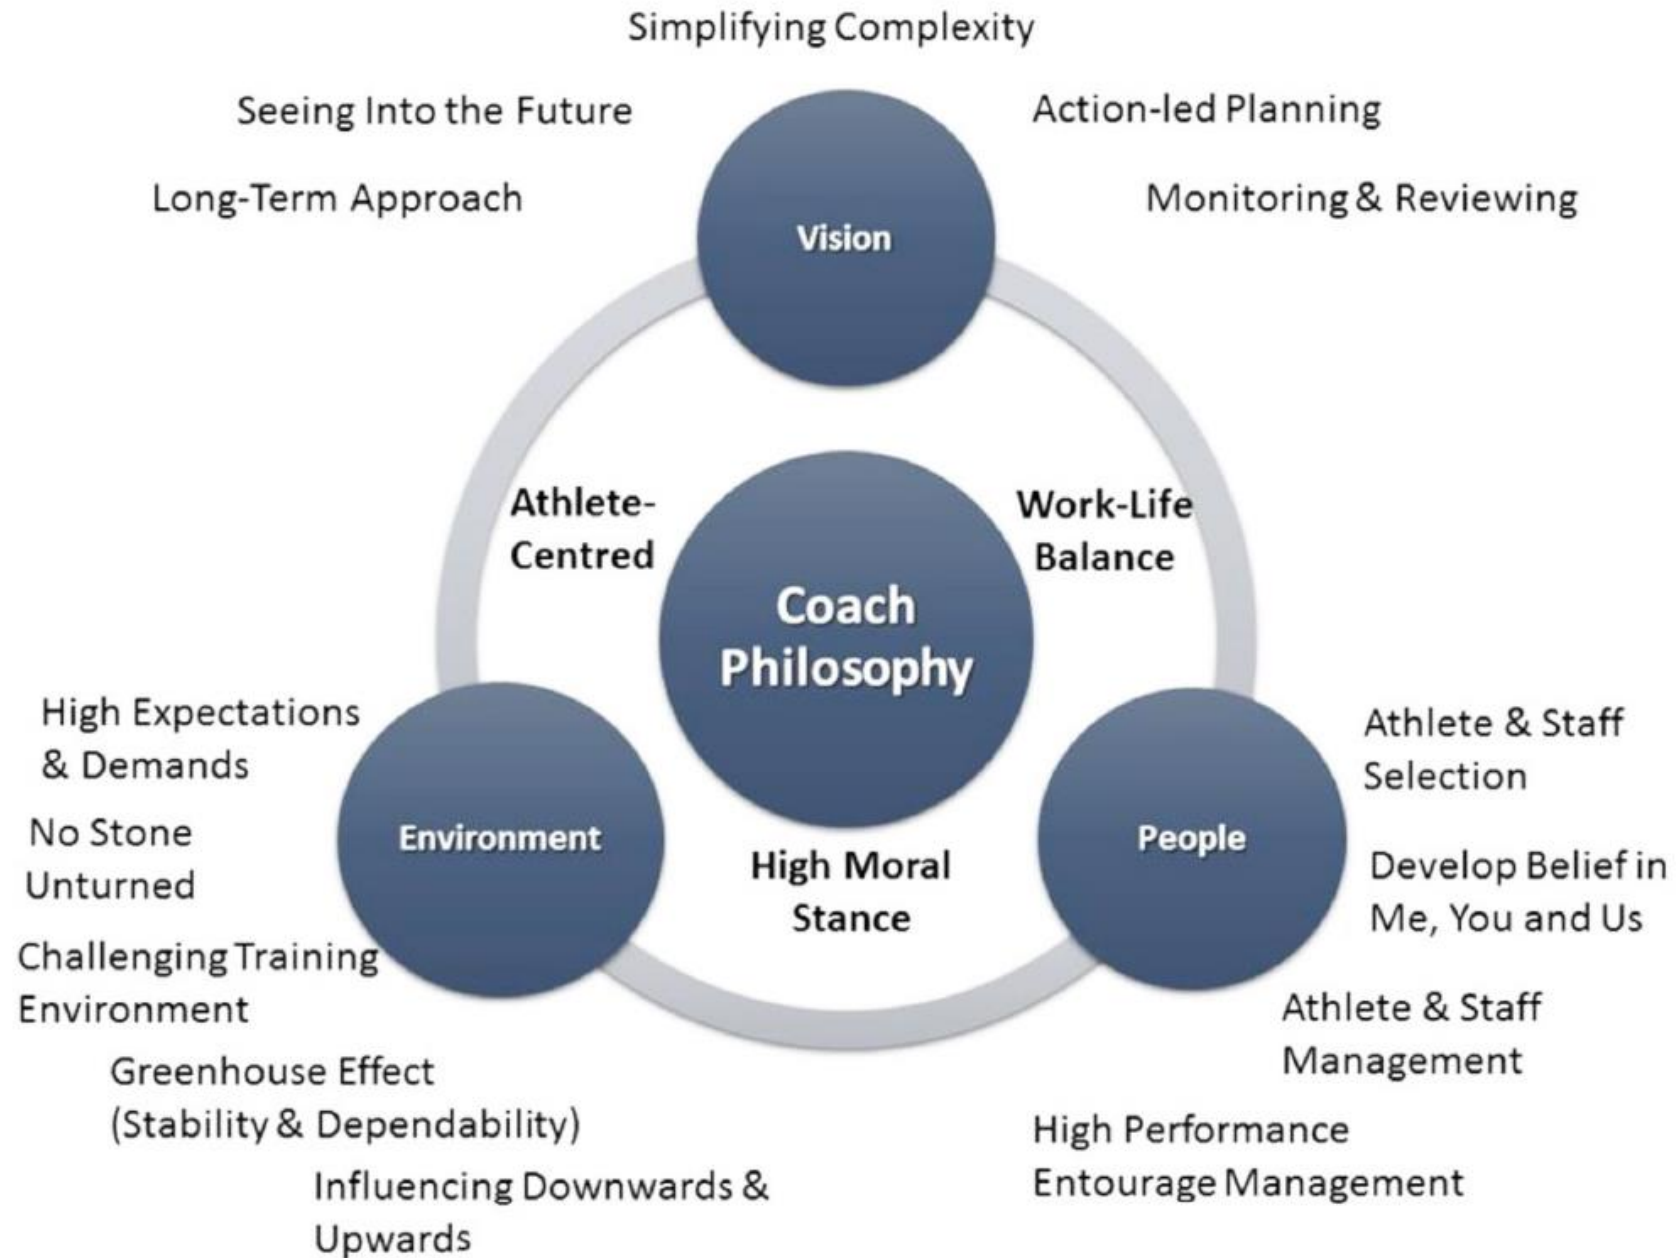 Simplifying Complexity
Seeing Into the Future
Action-led Planning
Long-Term Approach
Monitoring & Reviewing
Vision
Athlete-
Centred
Work-Life
Balance
Coach
Philosophy
High Moral
Stance
Environment
High Expectations
& Demands
No Stone
Unturned
Challenging Training
Environment
Greenhouse Effect
(Stability & Dependability)
Influencing Downwards &
Upwards
People
Athlete & Staff
Selection
Develop Belief in
Me, You and Us
Athlete & Staff
Management
High Performance
Entourage Management